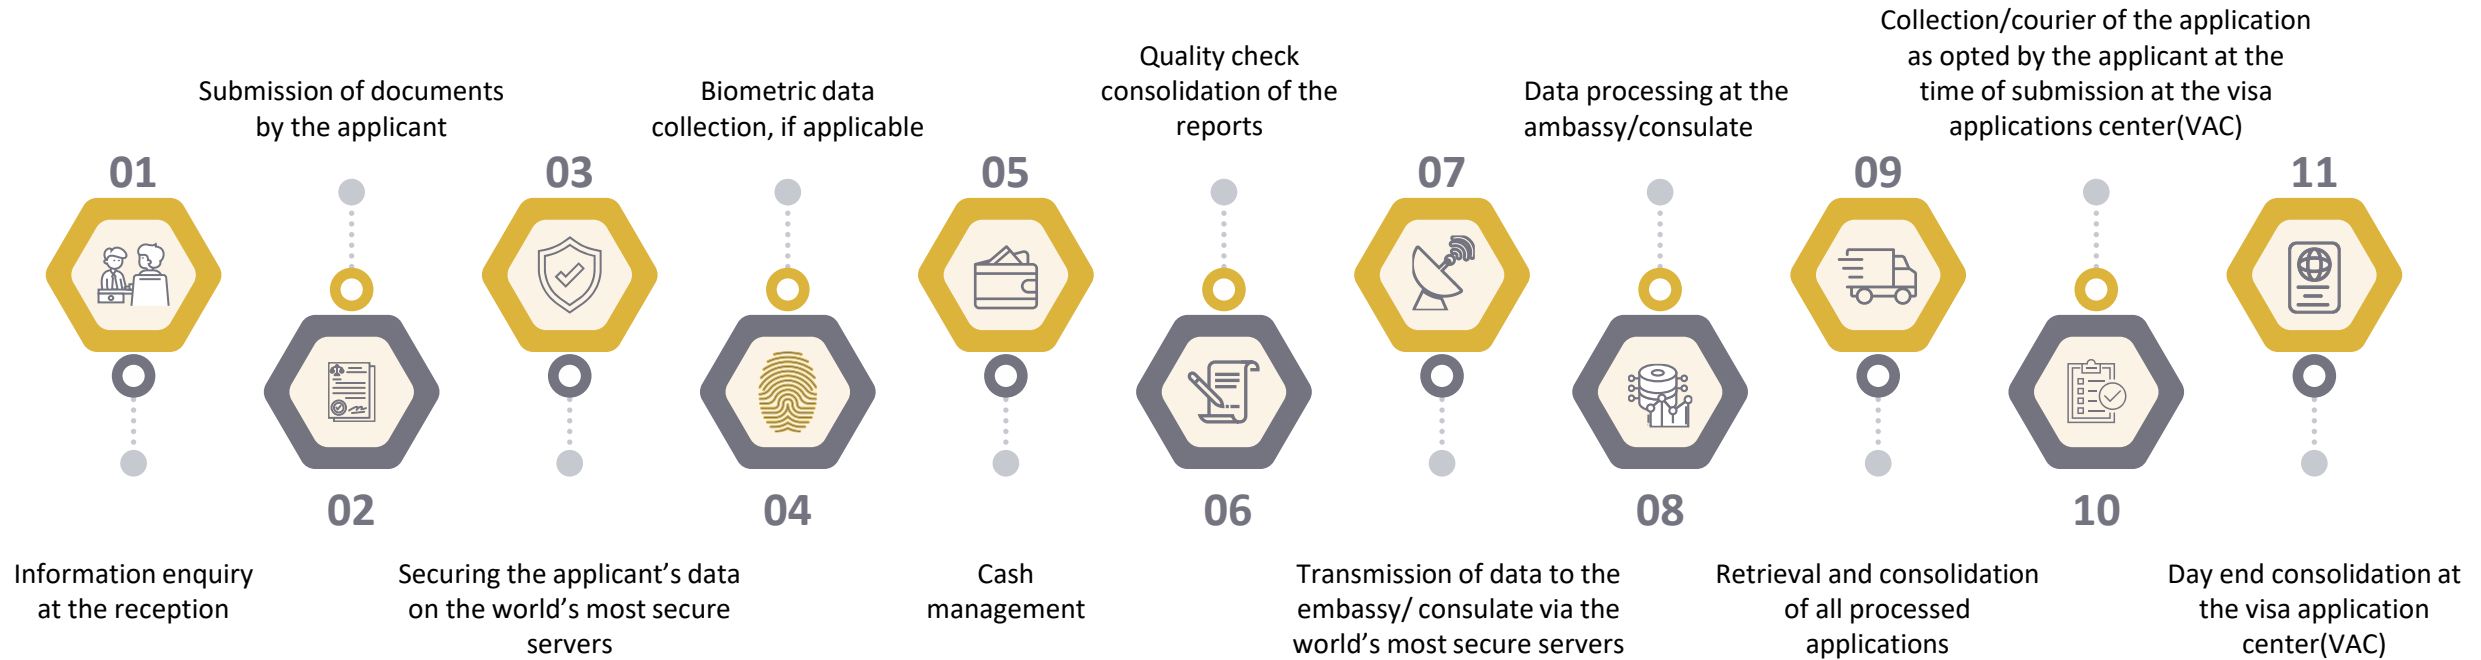 01
Information enquiry
at the reception
Submission of documents
by the applicant
02
03
Securing the applicant’s data
on the world’s most secure
servers
Biometric data
collection, if applicable
04
05
Cash
management
Quality check
consolidation of the
reports
06
07
Transmission of data to the
embassy/ consulate via the
world’s most secure servers
Data processing at the
ambassy/consulate
08
09
Retrieval and consolidation
of all processed
applications
Collection/courier of the application
as opted by the applicant at the
time of submission at the visa
applications center(VAC)
10
11
Day end consolidation at
the visa application
center(VAC)